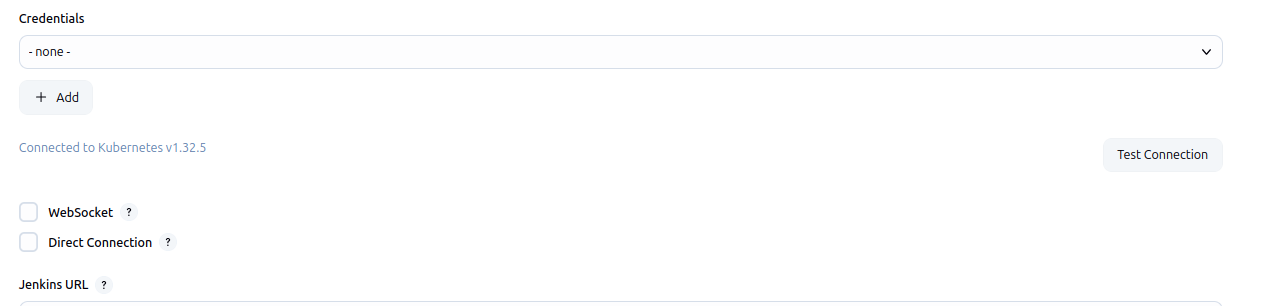 Credentials
- none -
+ Add
Connected to Kubernetes v1.32.5
Test Connection
WebSocket ?
Direct Connection ?
Jenkins URL ?